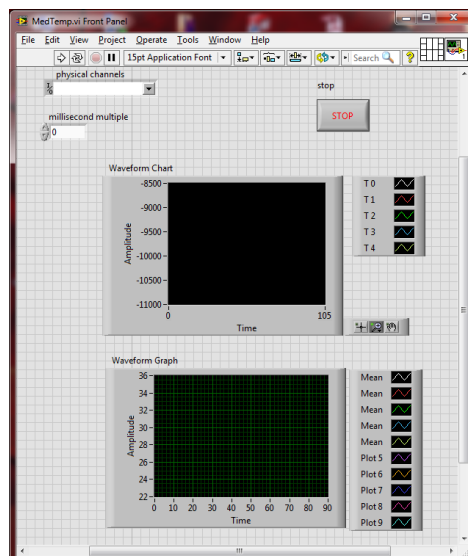 MedTemp.vi Front Panel
File Edit View Project Operate Tools Window Help
15pt Application Font Search
physical channels
stop
STOP
millisecond multiple
0
Waveform Chart
-8500
-9000
-9500
-10000
-10500
-11000
Amplitude
0 105
Time
T 0
T 1
T 2
T 3
T 4
Waveform Graph
36
34
32
30
28
26
24
22
Amplitude
0 10 20 30 40 50 60 70 80 90
Time
Mean
Mean
Mean
Mean
Mean
Plot 5
Plot 6
Plot 7
Plot 8
Plot 9